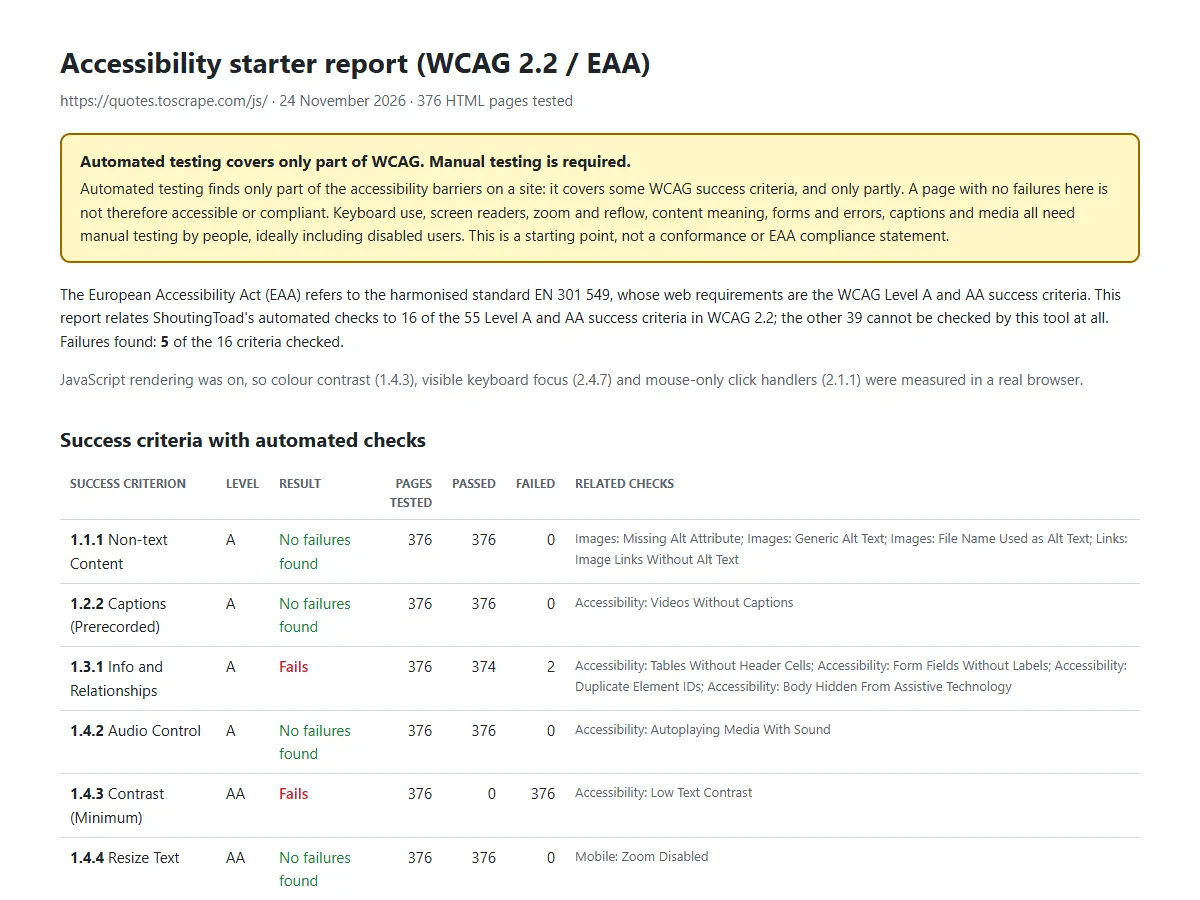 Accessibility starter report (WCAG 2.2 / EAA)
https://quotes.toscrape.com/js/ · 24 November 2026 · 376 HTML pages tested
Automated testing covers only part of WCAG. Manual testing is required.
Automated testing finds only part of the accessibility barriers on a site: it covers some WCAG success criteria, and only partly. A page with no failures here is
not therefore accessible or compliant. Keyboard use, screen readers, zoom and reflow, content meaning, forms and errors, captions and media all need
manual testing by people, ideally including disabled users. This is a starting point, not a conformance or EAA compliance statement.
The European Accessibility Act (EAA) refers to the harmonised standard EN 301 549, whose web requirements are the WCAG Level A and AA success criteria. This
report relates ShoutingToad's automated checks to 16 of the 55 Level A and AA success criteria in WCAG 2.2; the other 39 cannot be checked by this tool at all.
Failures found: 5 of the 16 criteria checked.
JavaScript rendering was on, so colour contrast (1.4.3), visible keyboard focus (2.4.7) and mouse-only click handlers (2.1.1) were measured in a real browser.
Success criteria with automated checks
SUCCESS CRITERION LEVEL RESULT PAGES PASSED FAILED RELATED CHECKS
TESTED
1.1.1 Non-text A No failures 376 376 0 Images: Missing Alt Attribute; Images: Generic Alt Text; Images: File Name Used as Alt Text; Links:
Content found Image Links Without Alt Text
1.2.2 Captions A No failures 376 376 0 Accessibility: Videos Without Captions
(Prerecorded) found
1.3.1 Info and A Fails 376 374 2 Accessibility: Tables Without Header Cells; Accessibility: Form Fields Without Labels; Accessibility:
Relationships Duplicate Element IDs; Accessibility: Body Hidden From Assistive Technology
1.4.2 Audio Control A No failures 376 376 0 Accessibility: Autoplaying Media With Sound
found
1.4.3 Contrast AA Fails 376 0 376 Accessibility: Low Text Contrast
(Minimum)
1.4.4 Resize Text AA No failures 376 376 0 Mobile: Zoom Disabled
found